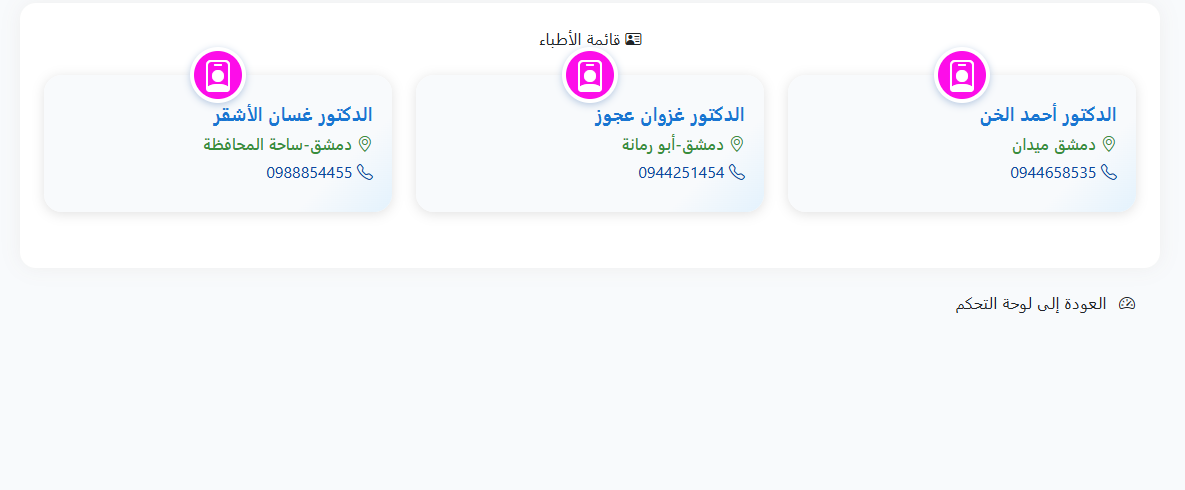 قائمة الأطباء
الدكتور أحمد الخن
دمشق ميدان
0944658535
الدكتور غزوان عجوز
دمشق-أبو رمانة
0944251454
الدكتور غسان الأشقر
دمشق-ساحة المحافظة
0988854455
العودة إلى لوحة التحكم